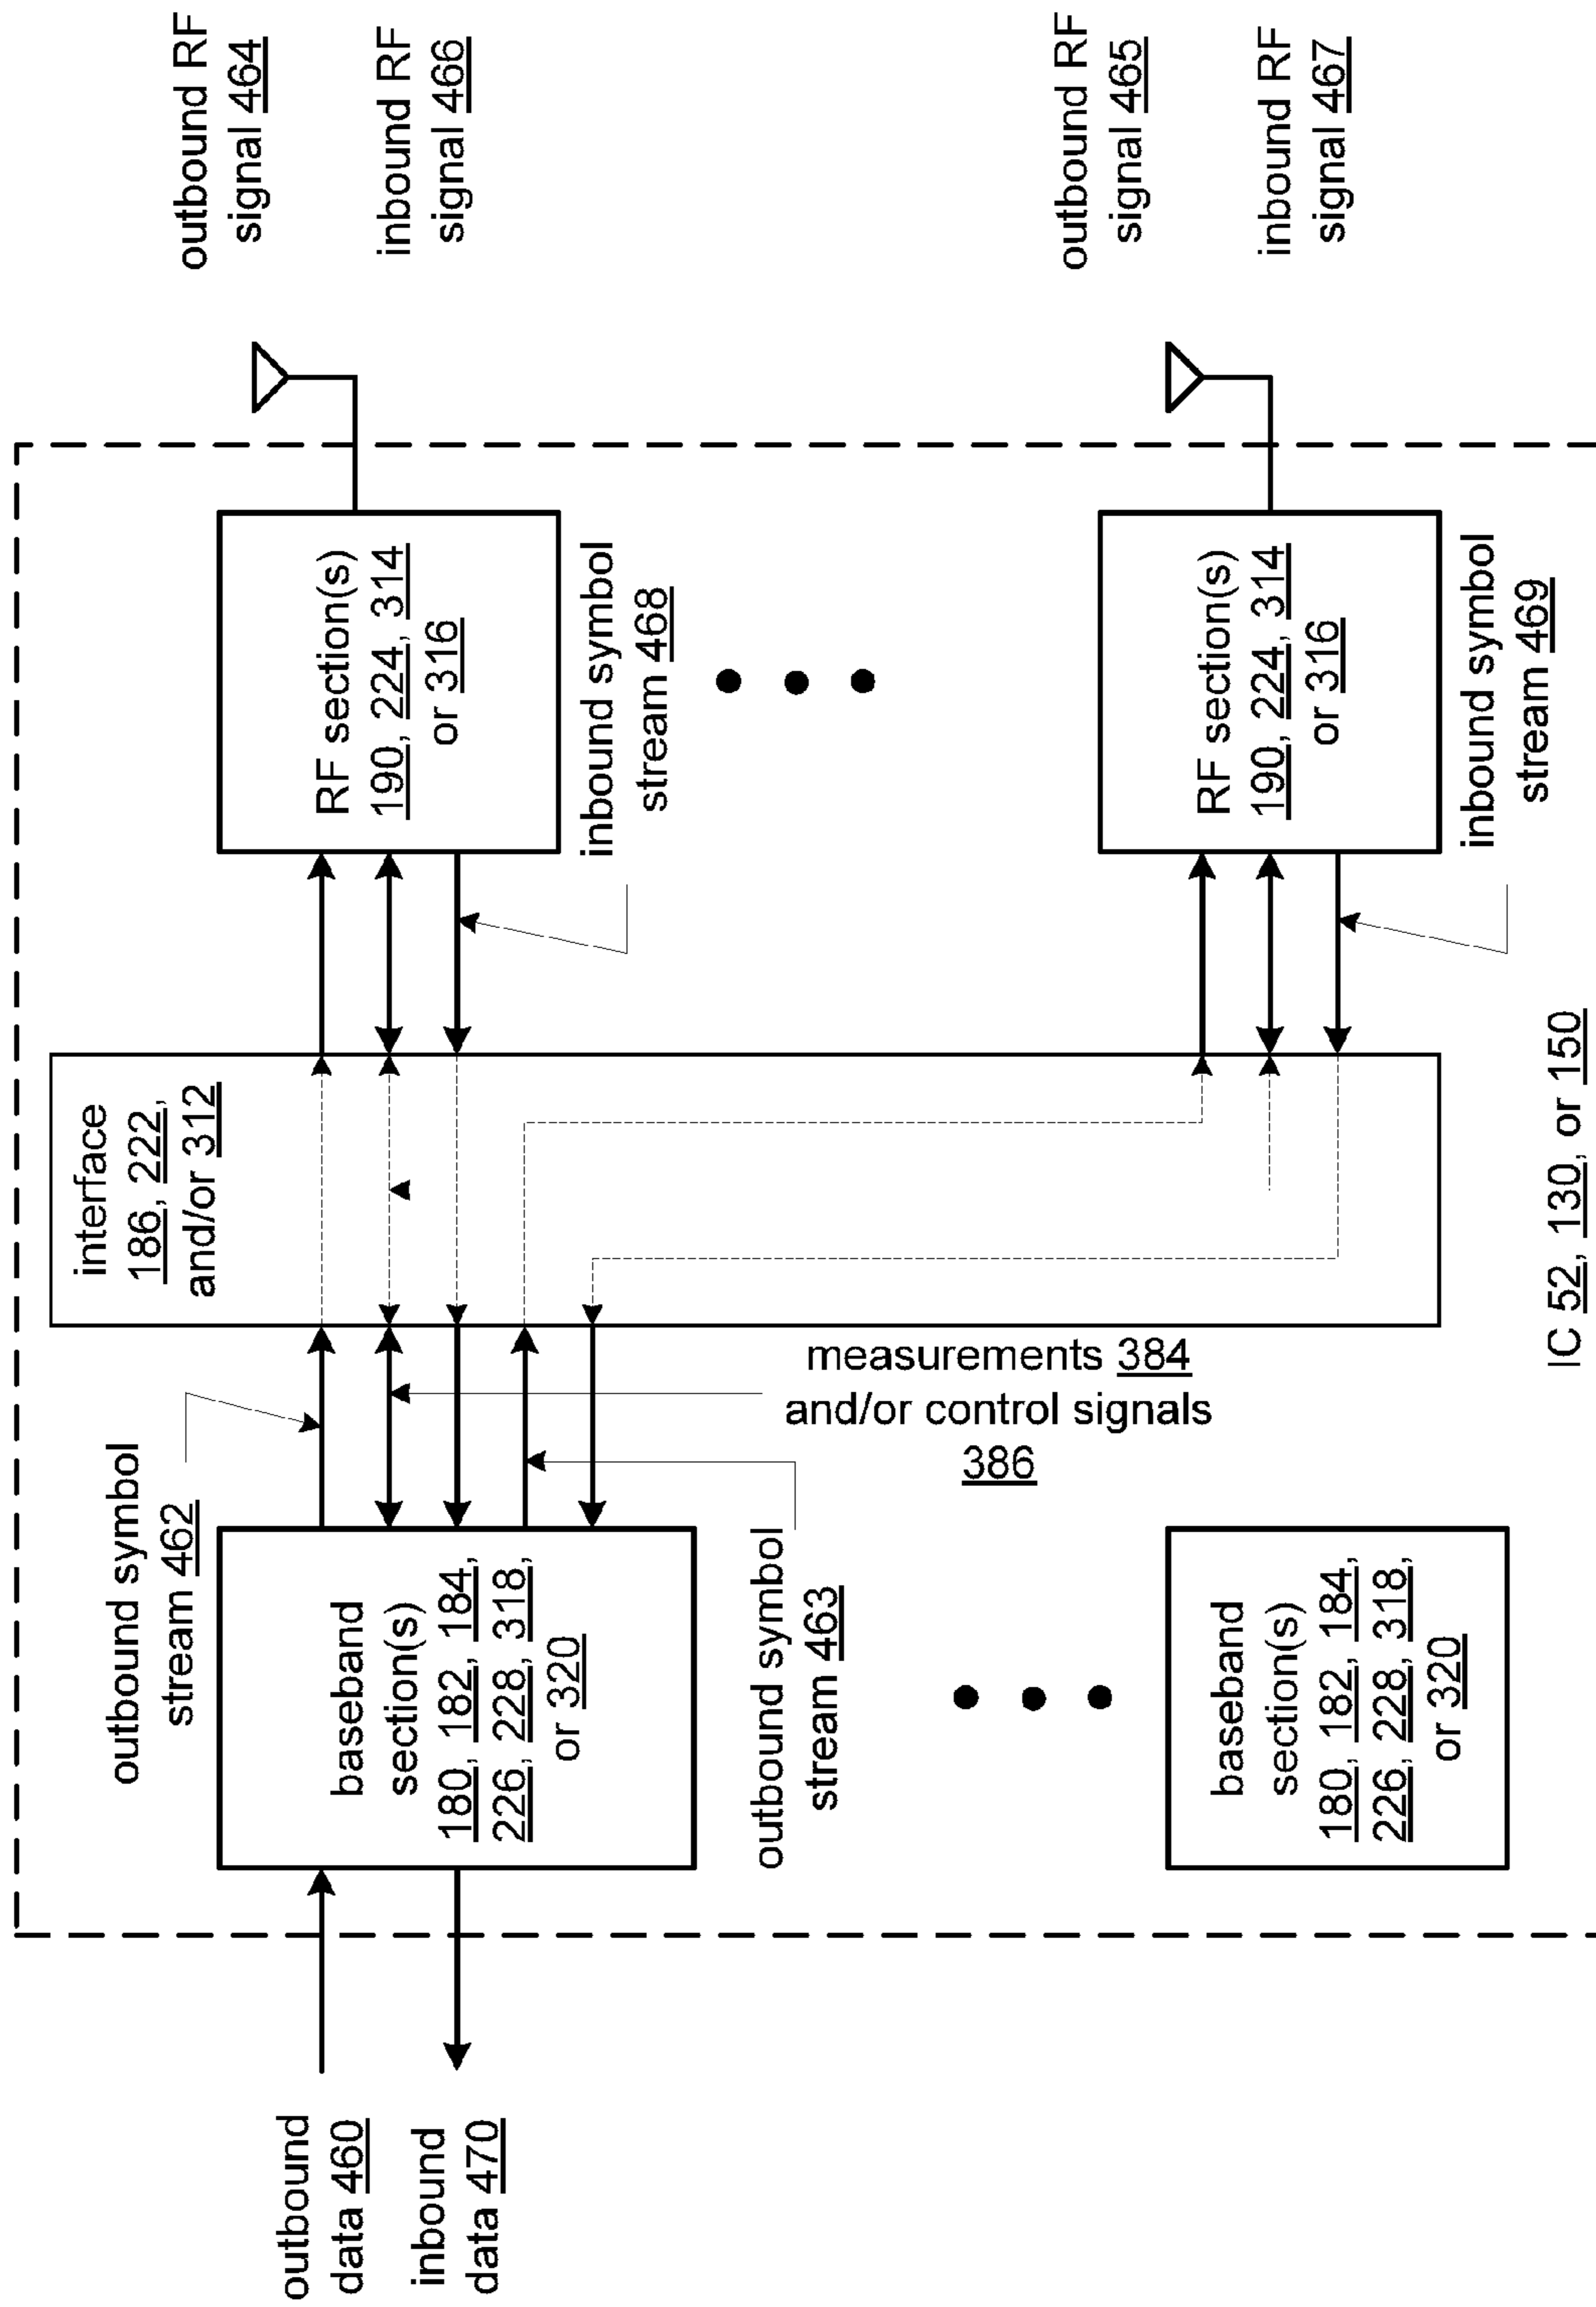 outbound RF
signal 464
inbound RF
signal 466
outbound RF
signal 465
inbound RF
signal 467
RF section(s)
190, 224, 314
or 316
inbound symbol
stream 468
RF section(s)
190, 224, 314
or 316
inbound symbol
stream 469
interface
186, 222,
and/or 312
measurements 384
and/or control signals
386
outbound symbol
stream 462
baseband
section(s)
180, 182, 184,
226, 228, 318,
or 320
outbound symbol
stream 463
baseband
section(s)
180, 182, 184,
226, 228, 318,
or 320
outbound
data 460
inbound
data 470
IC 52, 130, or 150